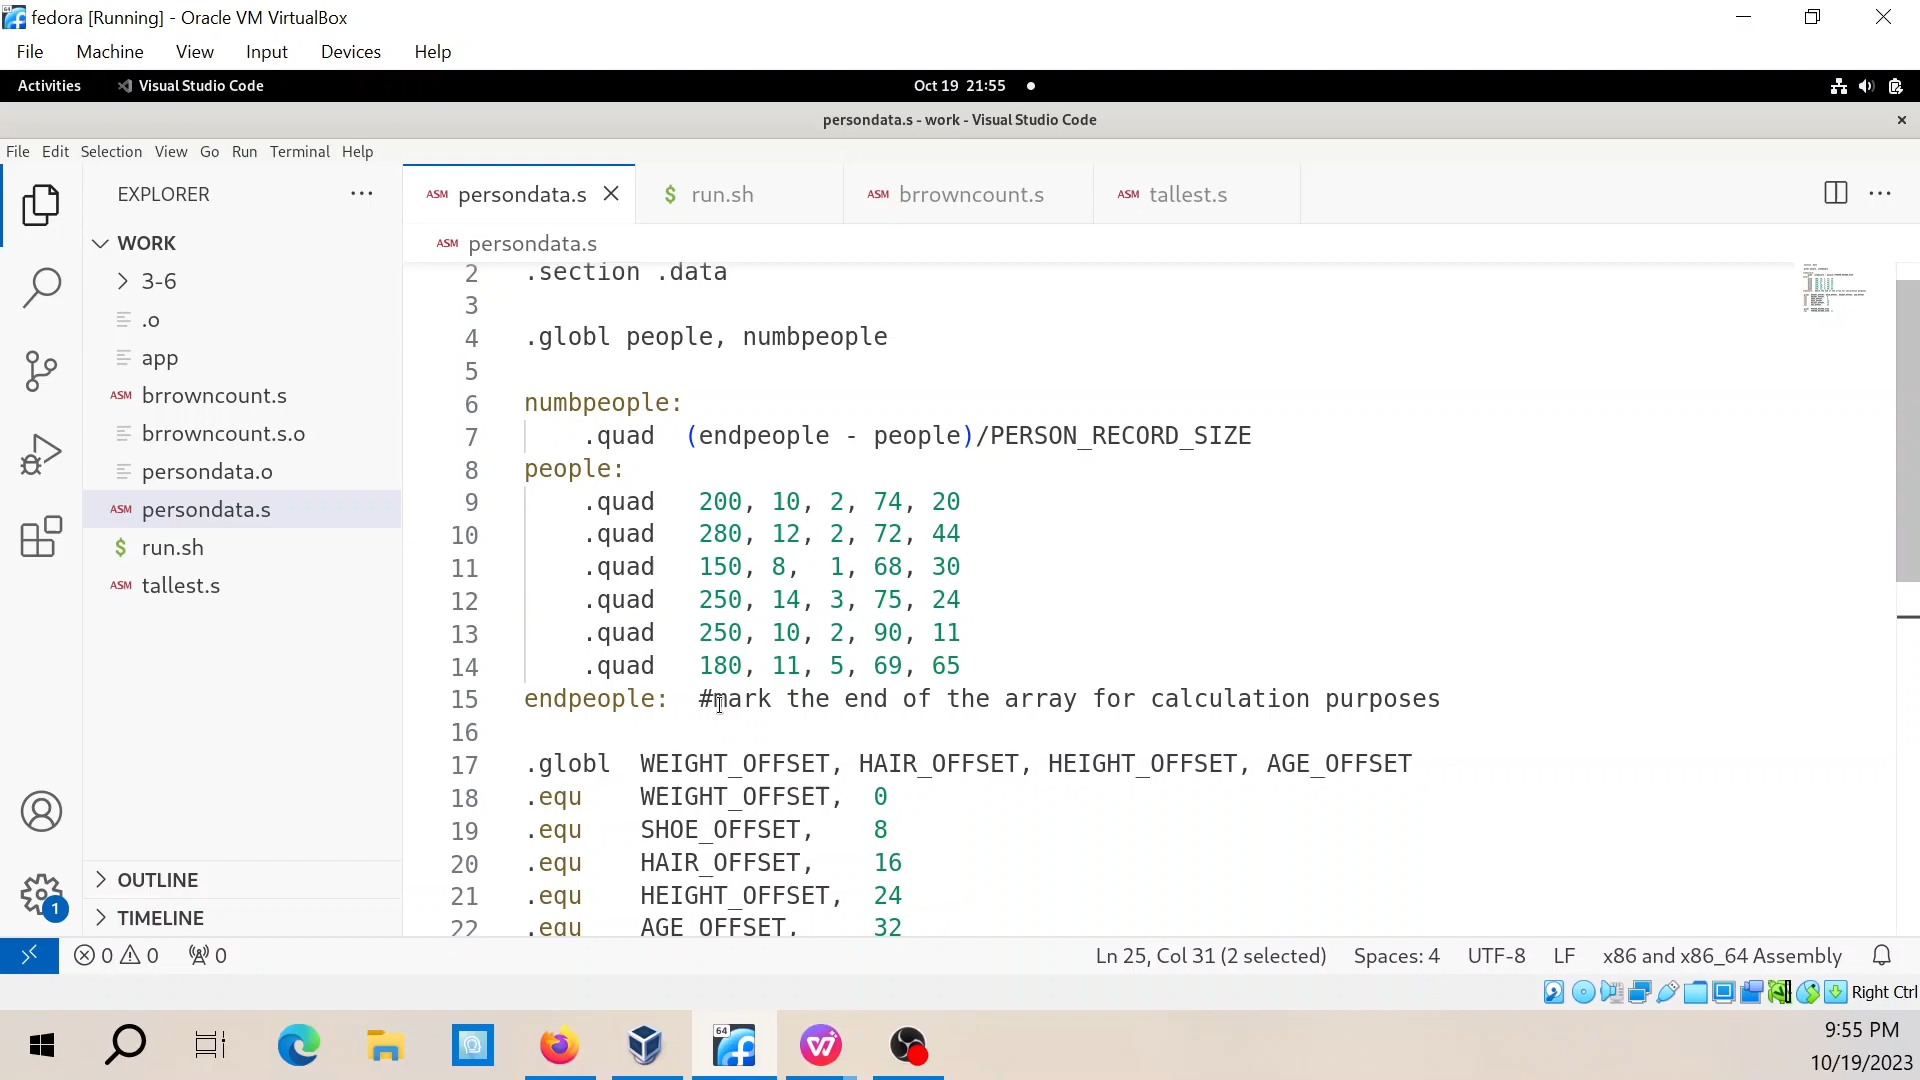 fedora [Running] - Oracle VM VirtualBox
File Machine View Input Devices Help
Activities Visual Studio Code Oct 19 21:55
persondata.s - work - Visual Studio Code
File Edit Selection View Go Run Terminal Help
EXPLORER
WORK
3-6
.o
app
ASM brrowncount.s
brrowncount.s.o
persondata.o
ASM persondata.s
$ run.sh
ASM tallest.s
OUTLINE
TIMELINE
ASM persondata.s $ run.sh ASM brrowncount.s ASM tallest.s
ASM persondata.s
2 .section .data
3
4 .globl people, numbpeople
5
6 numbpeople:
7 .quad (endpeople - people)/PERSON_RECORD_SIZE
8 people:
9 .quad 200, 10, 2, 74, 20
10 .quad 280, 12, 2, 72, 44
11 .quad 150, 8, 1, 68, 30
12 .quad 250, 14, 3, 75, 24
13 .quad 250, 10, 2, 90, 11
14 .quad 180, 11, 5, 69, 65
15 endpeople: #mark the end of the array for calculation purposes
16
17 .globl WEIGHT_OFFSET, HAIR_OFFSET, HEIGHT_OFFSET, AGE_OFFSET
18 .equ WEIGHT_OFFSET, 0
19 .equ SHOE_OFFSET, 8
20 .equ HAIR_OFFSET, 16
21 .equ HEIGHT_OFFSET, 24
22 .equ AGE_OFFSET, 32
1
0 0 0 Ln 25, Col 31 (2 selected) Spaces: 4 UTF-8 LF x86 and x86_64 Assembly
Right Ctrl
64
9:55 PM
10/19/2023